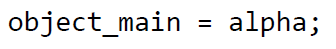 object_main = alpha;